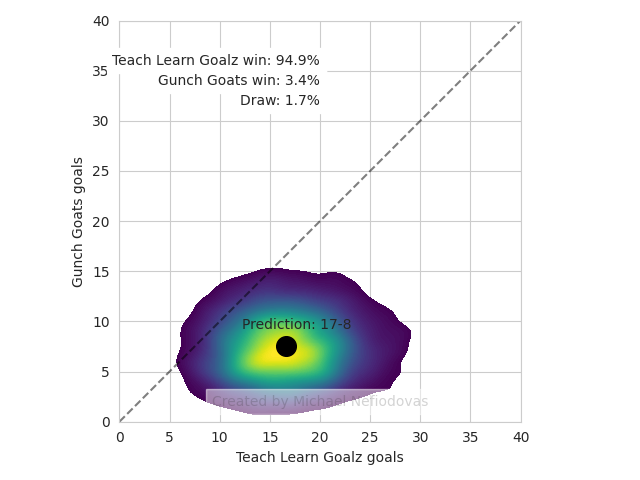 40
35
30
25
20
15
10
5
0
Gunch Goats goals
Teach Learn Goalz win: 94.9%
Gunch Goats win: 3.4%
Draw: 1.7%
Prediction: 17-8
Created by Michael Nefiodovas
0 5 10 15 20 25 30 35 40
Teach Learn Goalz goals